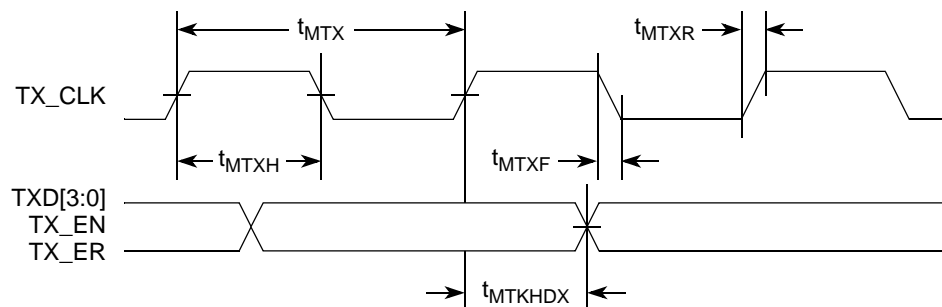 tMTX
tMTXR
TX_CLK
tMTXH
tMTXF
TXD[3:0]
TX_EN
TX_ER
tMTKHDX